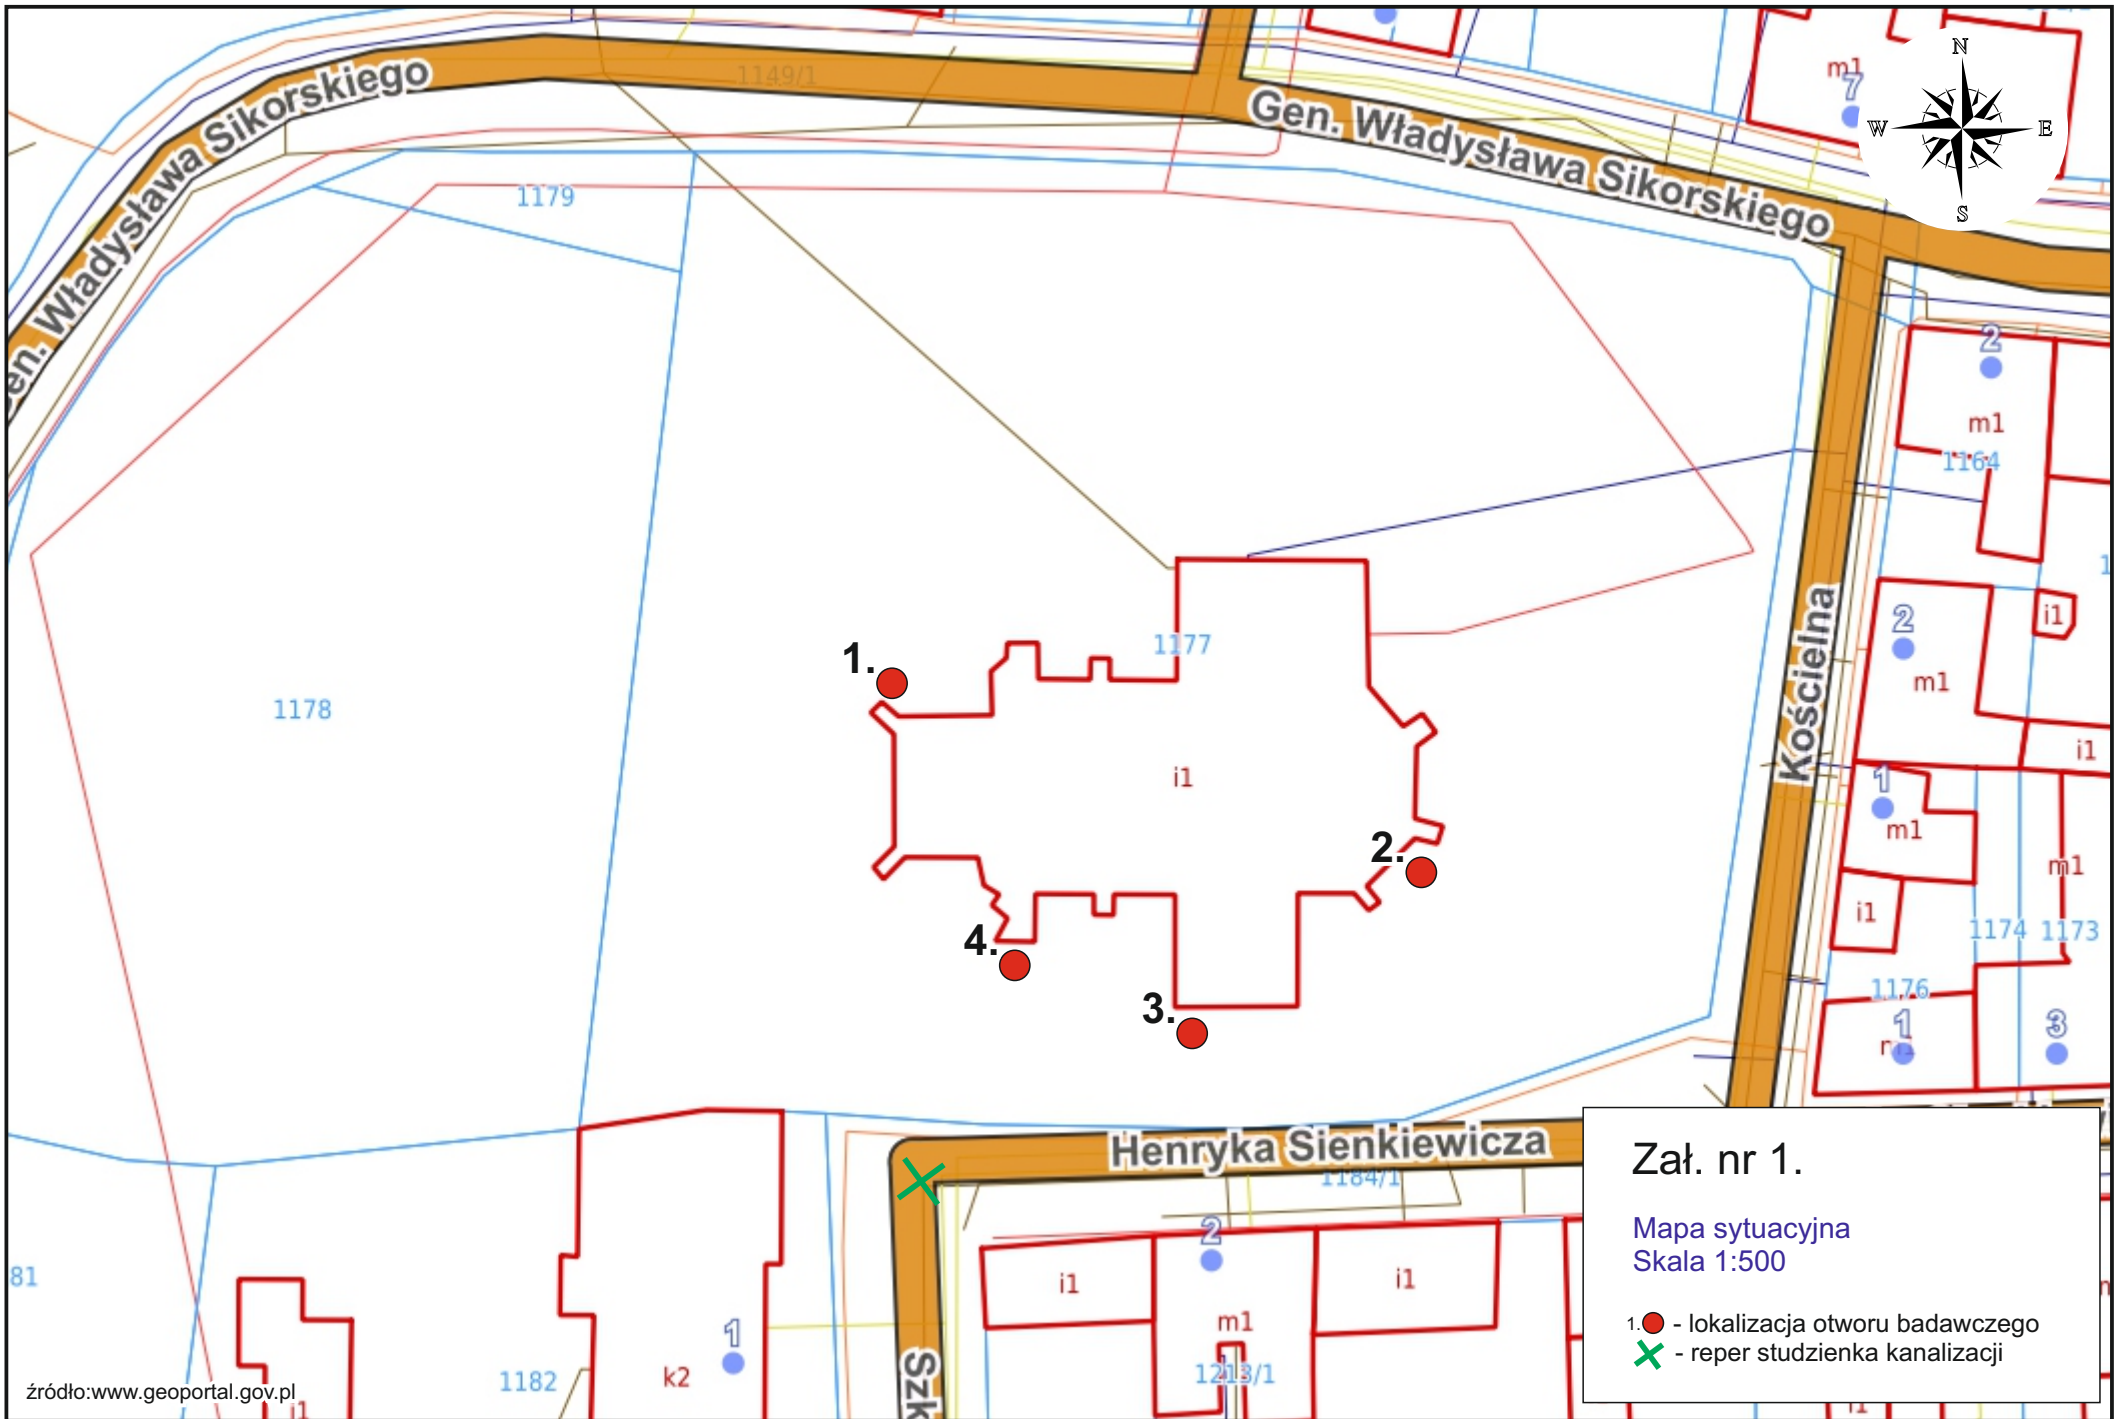 1149/1
Gen. Władysława Sikorskiego
Gen. Władysława Sikorskiego
m1
7
N
W
E
S
1179
2
m1
1164
1177
1.
1178
i1
2.
4.
3.
Kościelna
2
m1
i1
i1
1
m1
m1
i1
1174
1173
1176
1
3
Henryka Sienkiewicza
1184/1
2
i1
i1
m1
1213/1
81
1
1182
k2
Szk
i1
źródło:www.geoportal.gov.pl
Zał. nr 1.
Mapa sytuacyjna
Skala 1:500
1. - lokalizacja otworu badawczego
- reper studzienka kanalizacji
i1